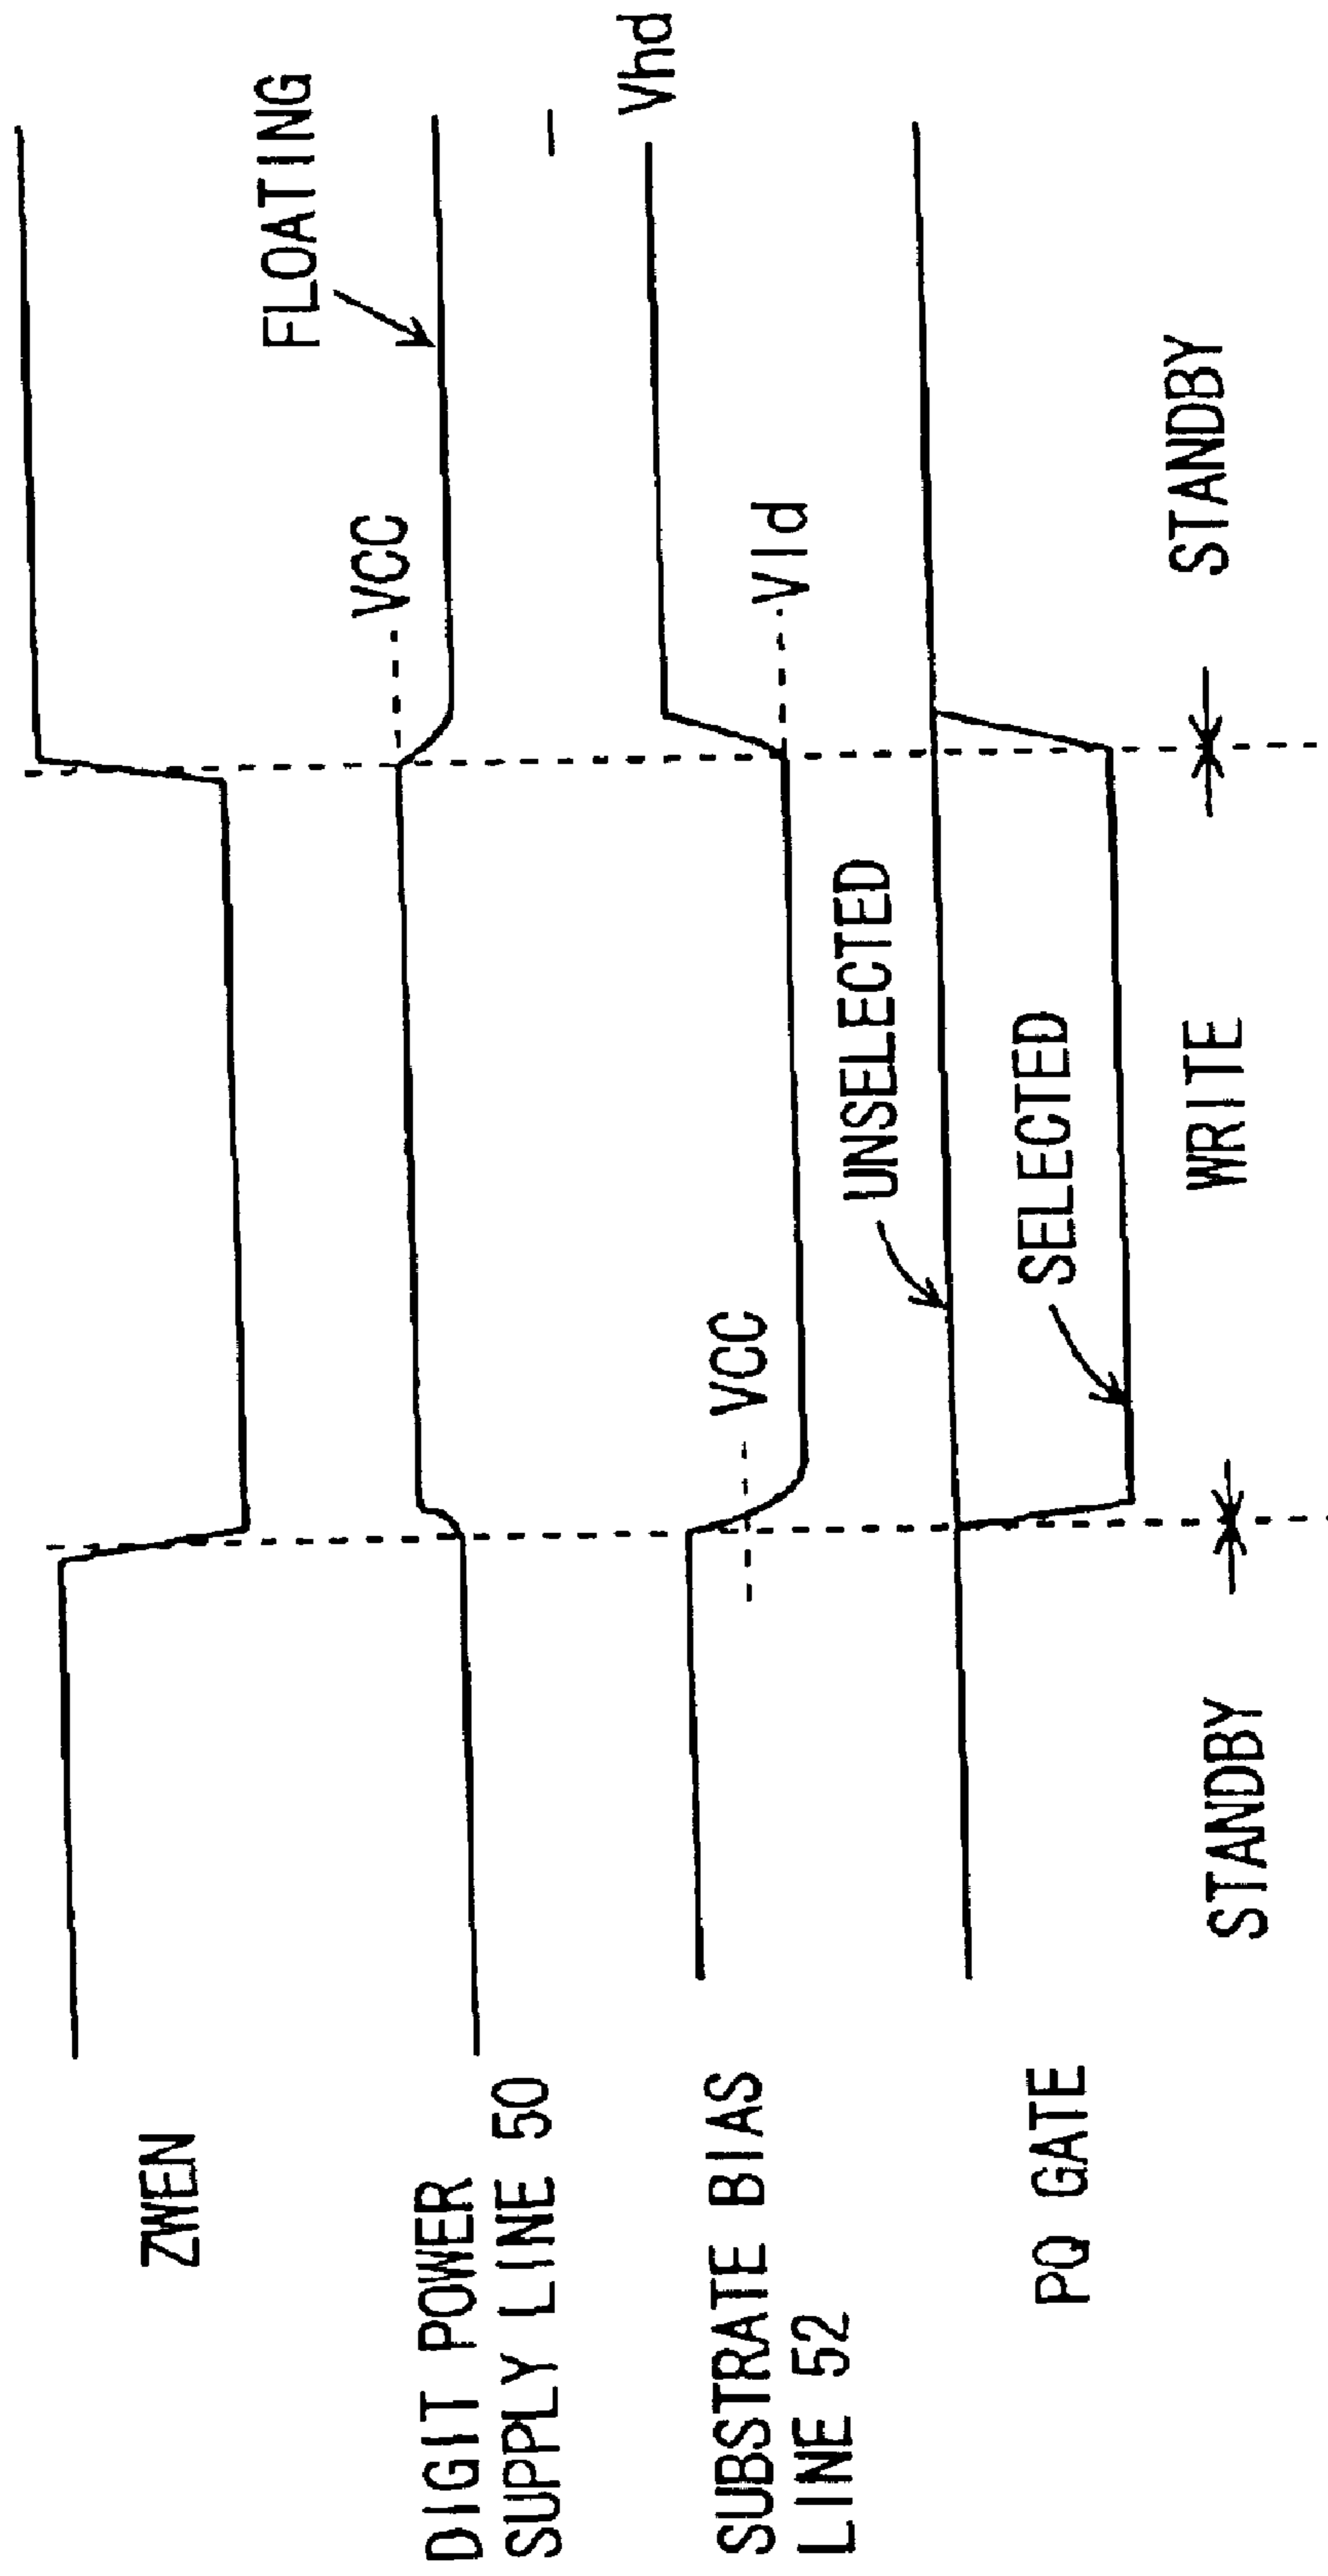 ZWEN
DIGIT POWER
SUPPLY LINE 50
VCC
FLOATING
SUBSTRATE BIAS
LINE 52
VCC
Vld
Vhd
PQ GATE
UNSELECTED
SELECTED
STANDBY
WRITE
STANDBY